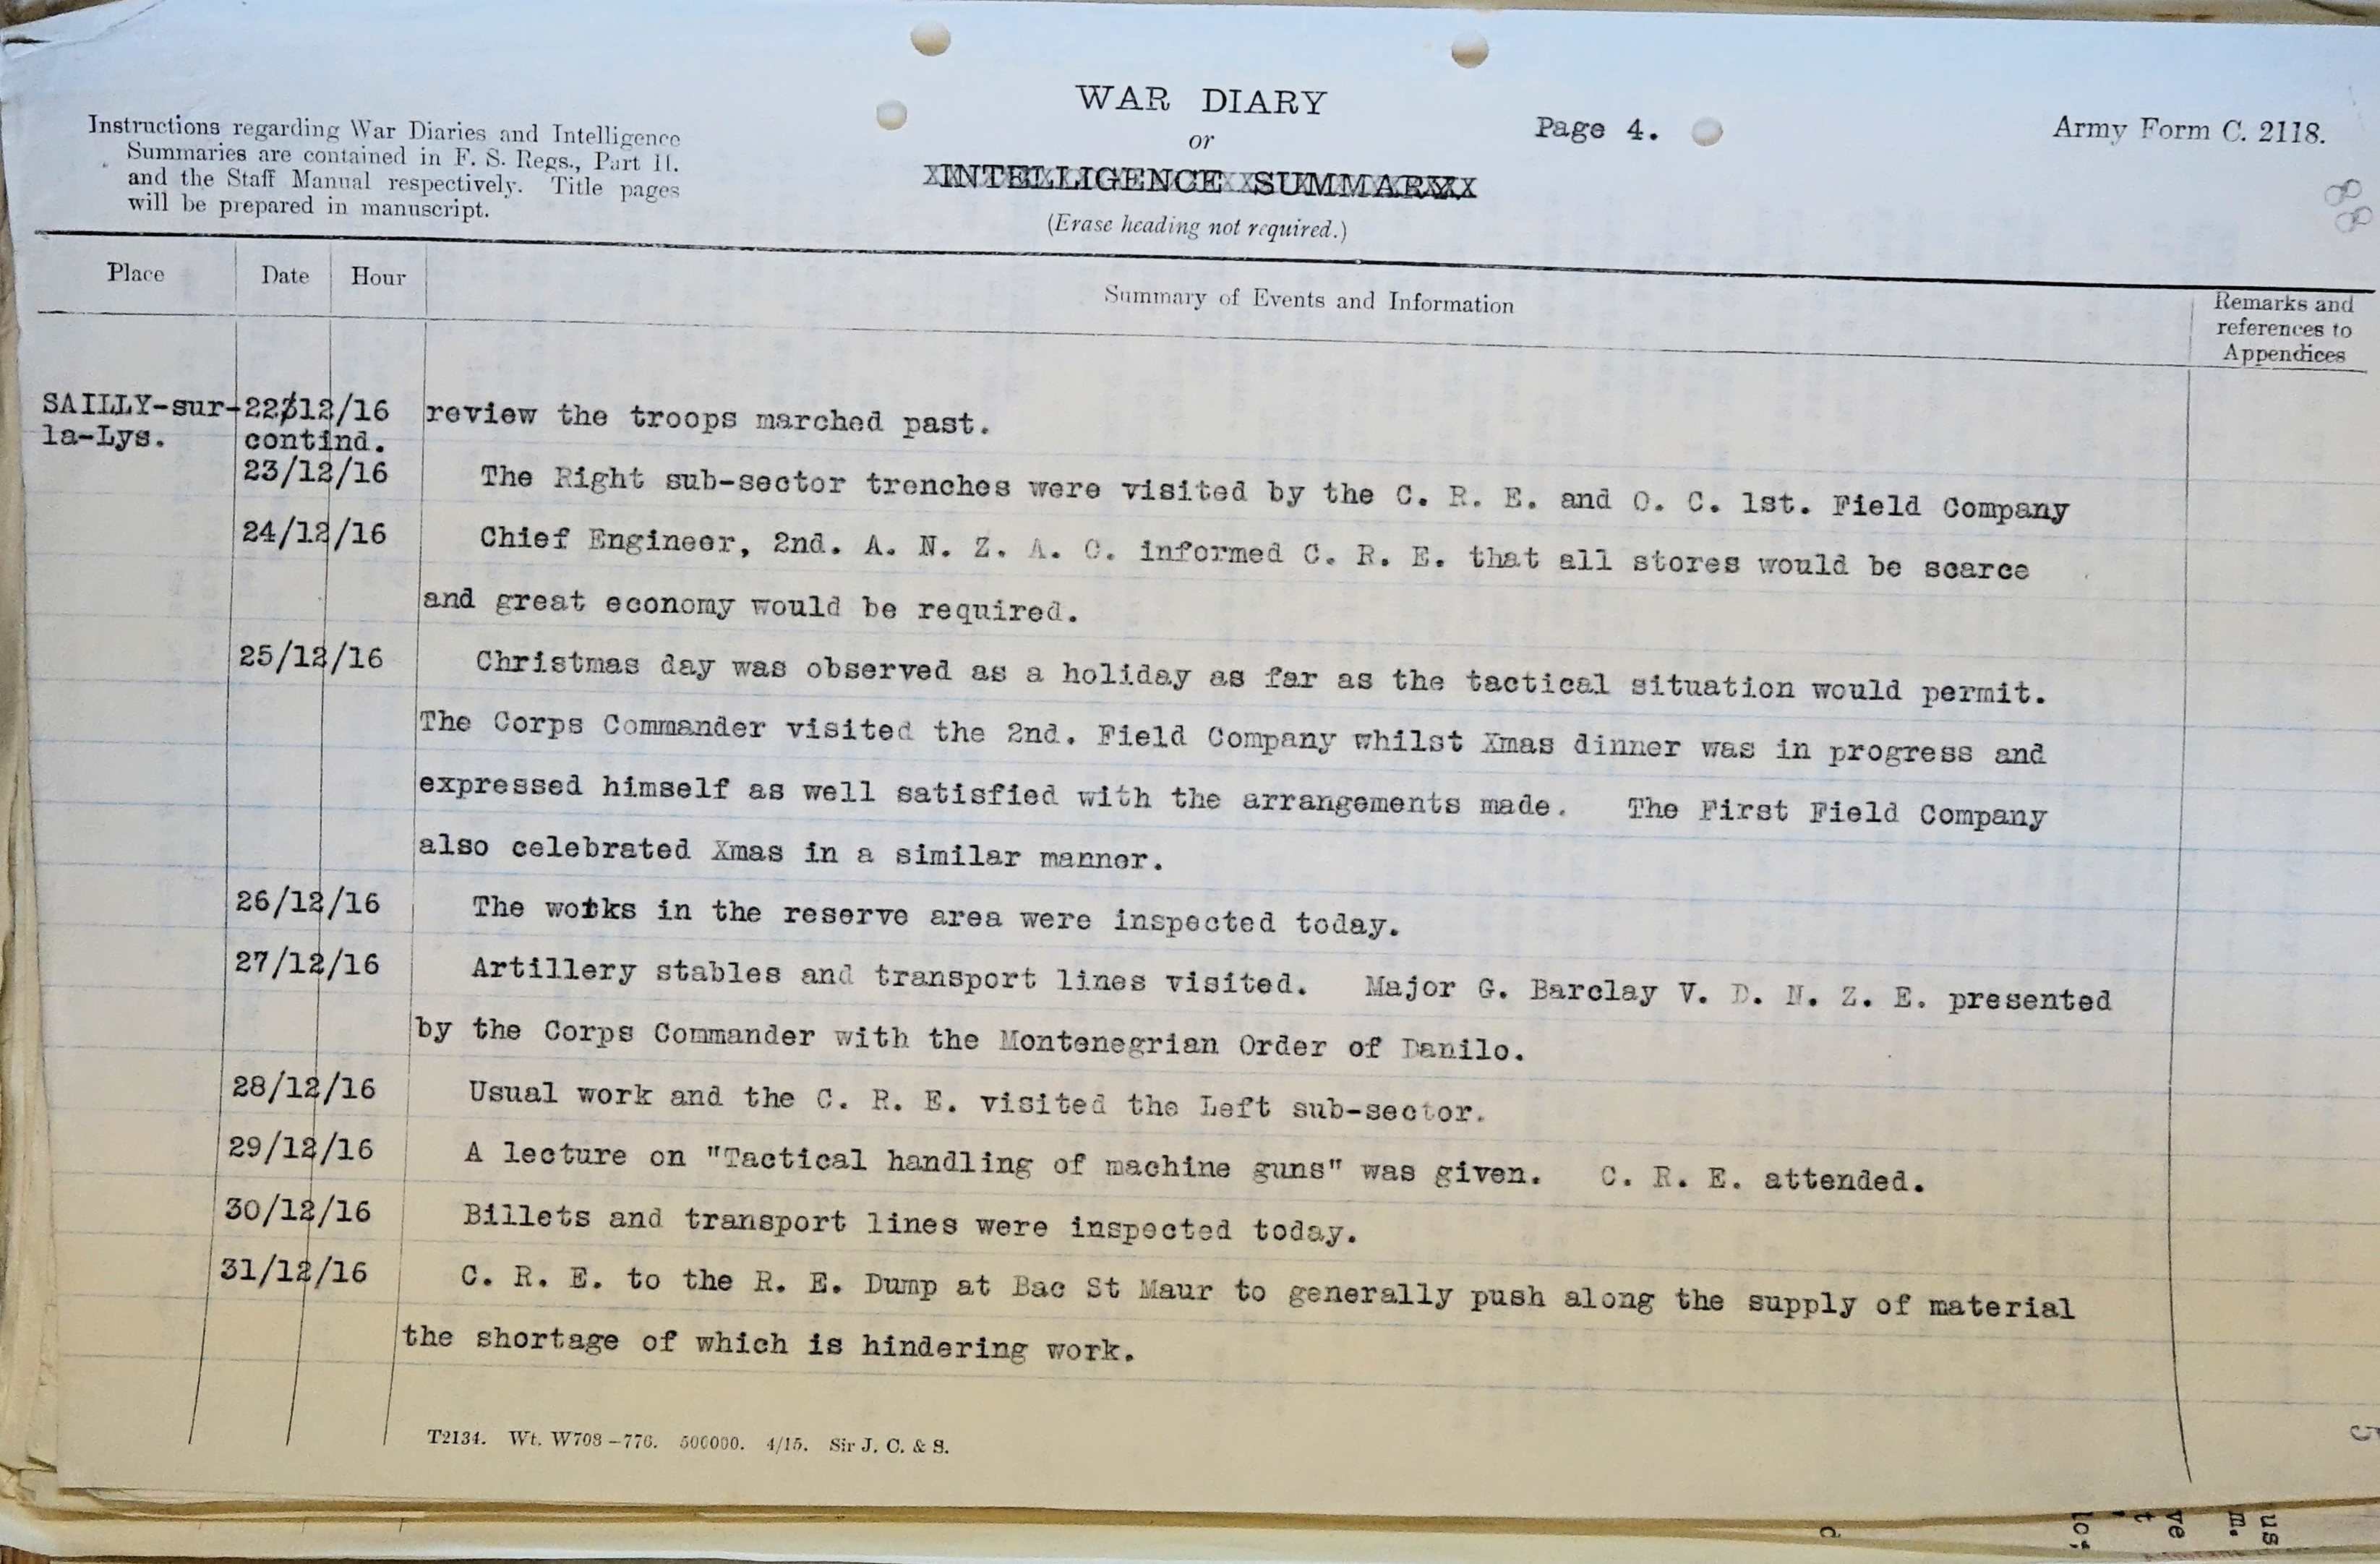 WAR DIARY
or
INTELLIGENCE SUMMARY
(Erase heading not required.)
Page 4.
Army Form C. 2118.
Instructions regarding War Diaries and Intelligence
Summaries are contained in F. S. Regs., Part II.
and the Staff Manual respectively. Title pages
will be prepared in manuscript.
Place Date Hour Summary of Events and Information Remarks and
references to
Appendices
SAILLY-sur- 22/12/16 review the troops marched past.
la-Lys. contind.
23/12/16 The Right sub-sector trenches were visited by the C. R. E. and O. C. 1st. Field Company
24/12/16 Chief Engineer, 2nd. A. N. Z. A. C. informed C. R. E. that all stores would be scarce
and great economy would be required.
25/12/16 Christmas day was observed as a holiday as far as the tactical situation would permit.
The Corps Commander visited the 2nd. Field Company whilst Xmas dinner was in progress and
expressed himself as well satisfied with the arrangements made. The First Field Company
also celebrated Xmas in a similar manner.
26/12/16 The works in the reserve area were inspected today.
27/12/16 Artillery stables and transport lines visited. Major G. Barclay V. D. N. Z. E. presented
by the Corps Commander with the Montenegrian Order of Danilo.
28/12/16 Usual work and the C. R. E. visited the Left sub-sector.
29/12/16 A lecture on "Tactical handling of machine guns" was given. C. R. E. attended.
30/12/16 Billets and transport lines were inspected today.
31/12/16 C. R. E. to the R. E. Dump at Bac St Maur to generally push along the supply of material
the shortage of which is hindering work.
T2134. Wt. W708-776. 500000. 4/15. Sir J. C. & S.